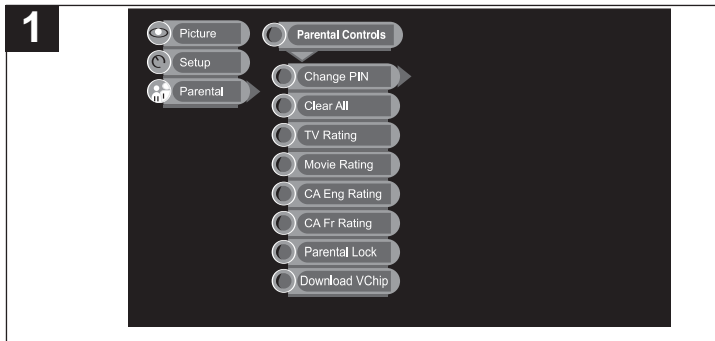 1
Picture
Setup
Parental
Parental Controls
Change PIN
Clear All
TV Rating
Movie Rating
CA Eng Rating
CA Fr Rating
Parental Lock
Download VChip